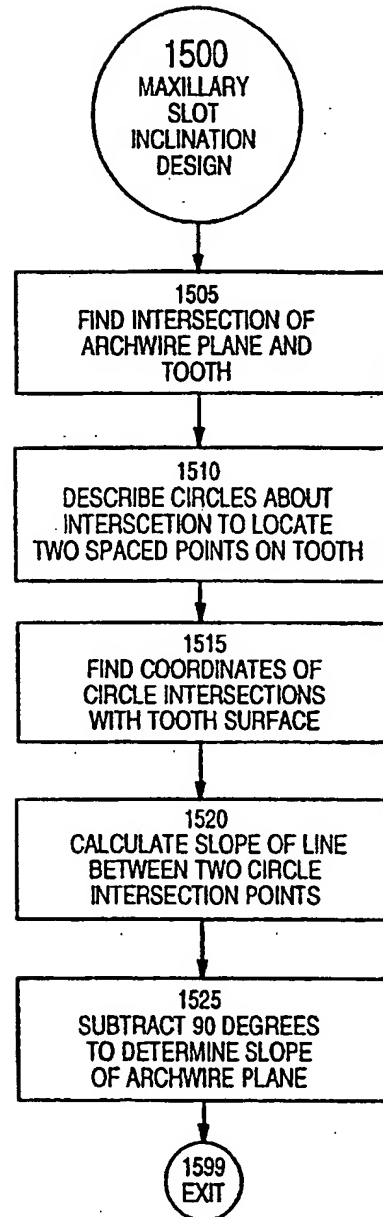 1500
MAXILLARY
SLOT
INCLINATION
DESIGN
1505
FIND INTERSECTION OF
ARCHWIRE PLANE AND
TOOTH
1510
DESCRIBE CIRCLES ABOUT
INTERSCETION TO LOCATE
TWO SPACED POINTS ON TOOTH
1515
FIND COORDINATES OF
CIRCLE INTERSECTIONS
WITH TOOTH SURFACE
1520
CALCULATE SLOPE OF LINE
BETWEEN TWO CIRCLE
INTERSECTION POINTS
1525
SUBTRACT 90 DEGREES
TO DETERMINE SLOPE
OF ARCHWIRE PLANE
1599
EXIT